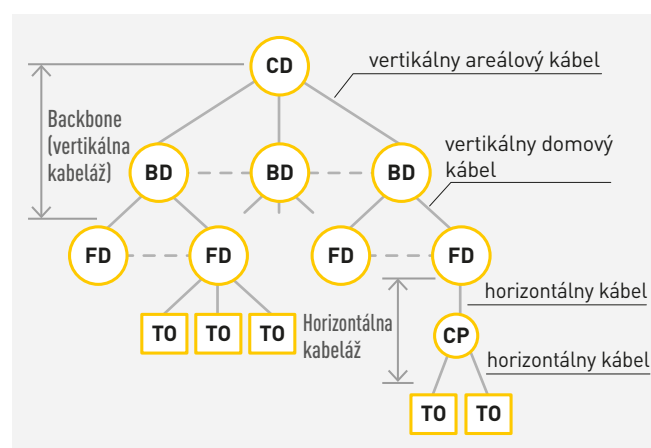 CD
vertikálny areálový kábel
Backbone
(vertikálna
kabeláž)
BD
BD
BD
vertikálny domový
kábel
FD
FD
FD
FD
horizontálny kábel
TO
TO
TO
Horizontálna
kabeláž
CP
horizontálny kábel
TO
TO